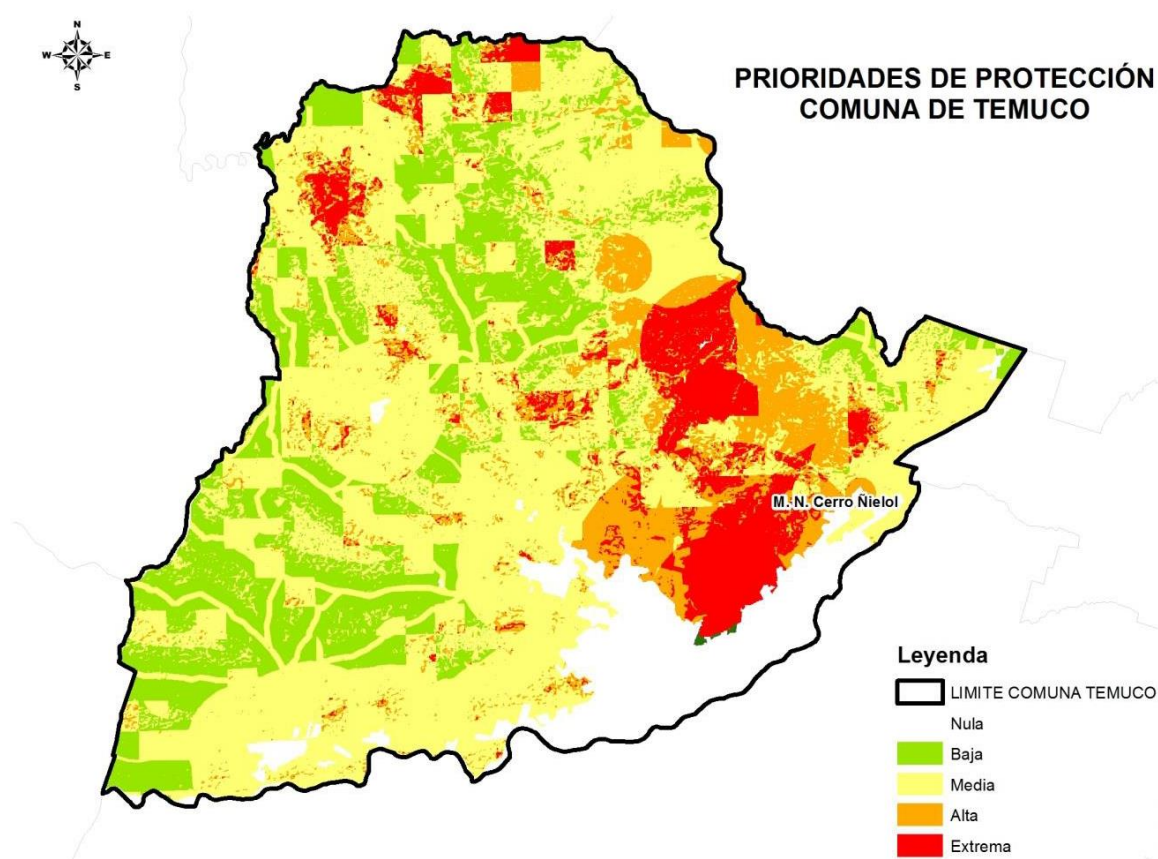 N
W E
S
PRIORIDADES DE PROTECCIÓN
COMUNA DE TEMUCO
M. N. Cerro Ñielol
Leyenda
LIMITE COMUNA TEMUCO
Nula
Baja
Media
Alta
Extrema